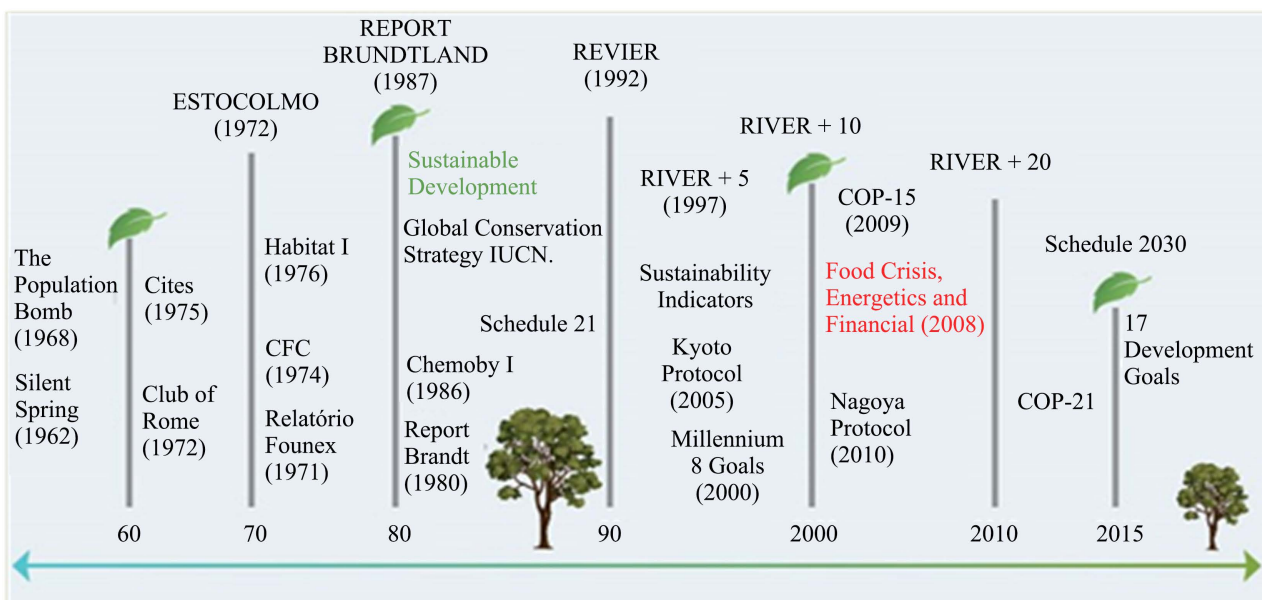 REPORT
BRUNDTLAND
(1987)
REVIER
(1992)
ESTOCOLMO
(1972)
RIVER + 10
RIVER + 20
Sustainable
Development
RIVER + 5
(1997)
COP-15
(2009)
Global Conservation
Strategy IUCN.
Schedule 2030
The
Population
Bomb
(1968)
Cites
(1975)
Habitat I
(1976)
Sustainability
Indicators
Food Crisis,
Energetics and
Financial (2008)
Schedule 21
17
Development
Goals
CFC
(1974)
Chemoby I
(1986)
Kyoto
Protocol
(2005)
Silent
Spring
(1962)
Club of
Rome
(1972)
Relatório
Founex
(1971)
Report
Brandt
(1980)
Millennium
8 Goals
(2000)
Nagoya
Protocol
(2010)
COP-21
60
70
80
90
2000
2010
2015